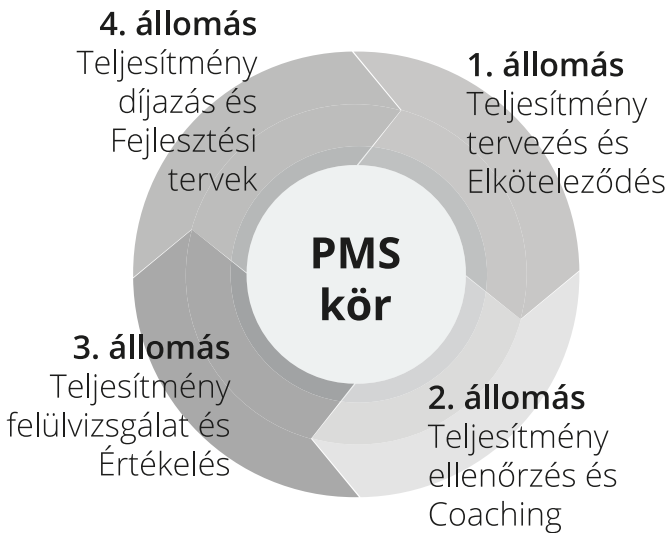 4. állomás
Teljesítmény
díjazás és
Fejlesztési
tervek
1. állomás
Teljesítmény
tervezés és
Elköteleződés
PMS
kör
3. állomás
Teljesítmény
felülvizsgálat és
Értékelés
2. állomás
Teljesítmény
ellenőrzés és
Coaching